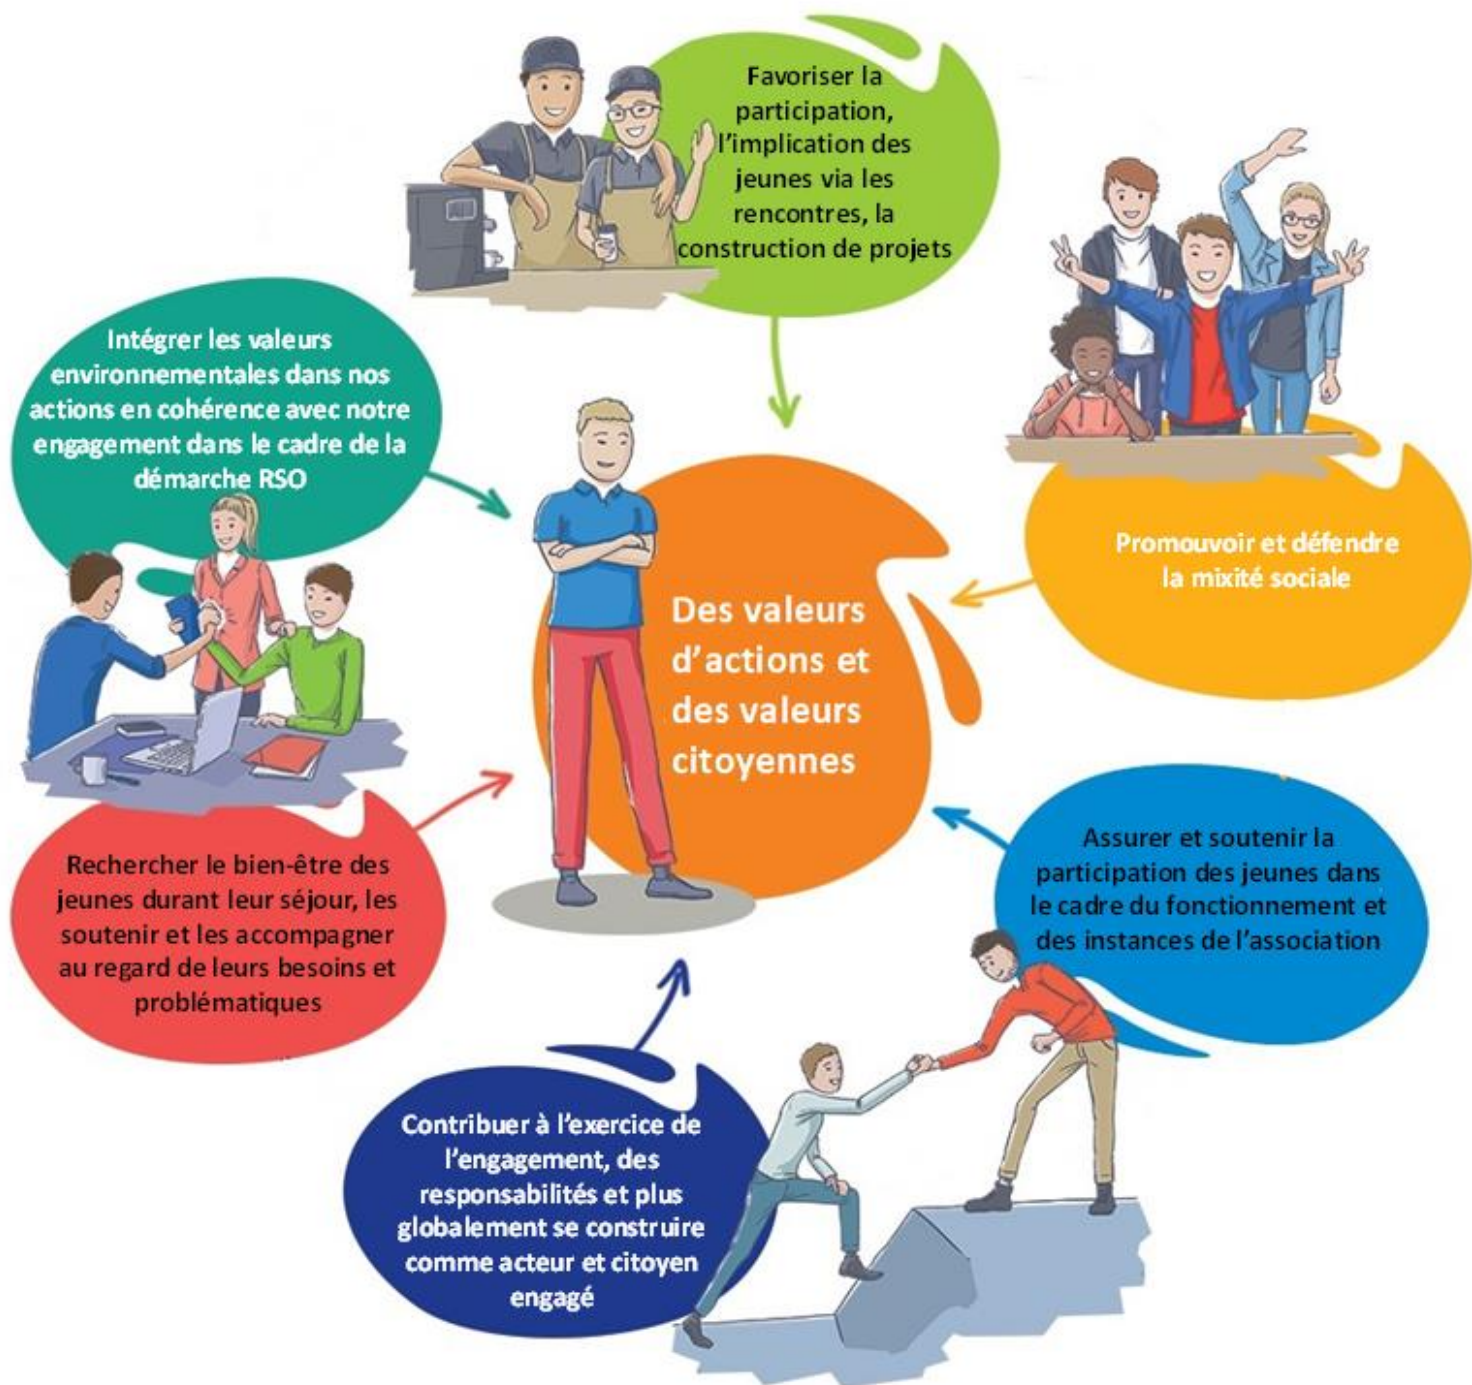 Favoriser la
participation,
l'implication des
jeunes via les
rencontres, la
construction de projets
Intégrer les valeurs
environnementales dans nos
actions en cohérence avec notre
engagement dans le cadre de la
démarche RSO
Promouvoir et défendre
la mixité sociale
Des valeurs
d'actions et
des valeurs
citoyennes
Rechercher le bien-être des
jeunes durant leur séjour, les
soutenir et les accompagner
au regard de leurs besoins et
problématiques
Assurer et soutenir la
participation des jeunes dans
le cadre du fonctionnement et
des instances de l'association
Contribuer à l'exercice de
l'engagement, des
responsabilités et plus
globalement se construire
comme acteur et citoyen
engagé